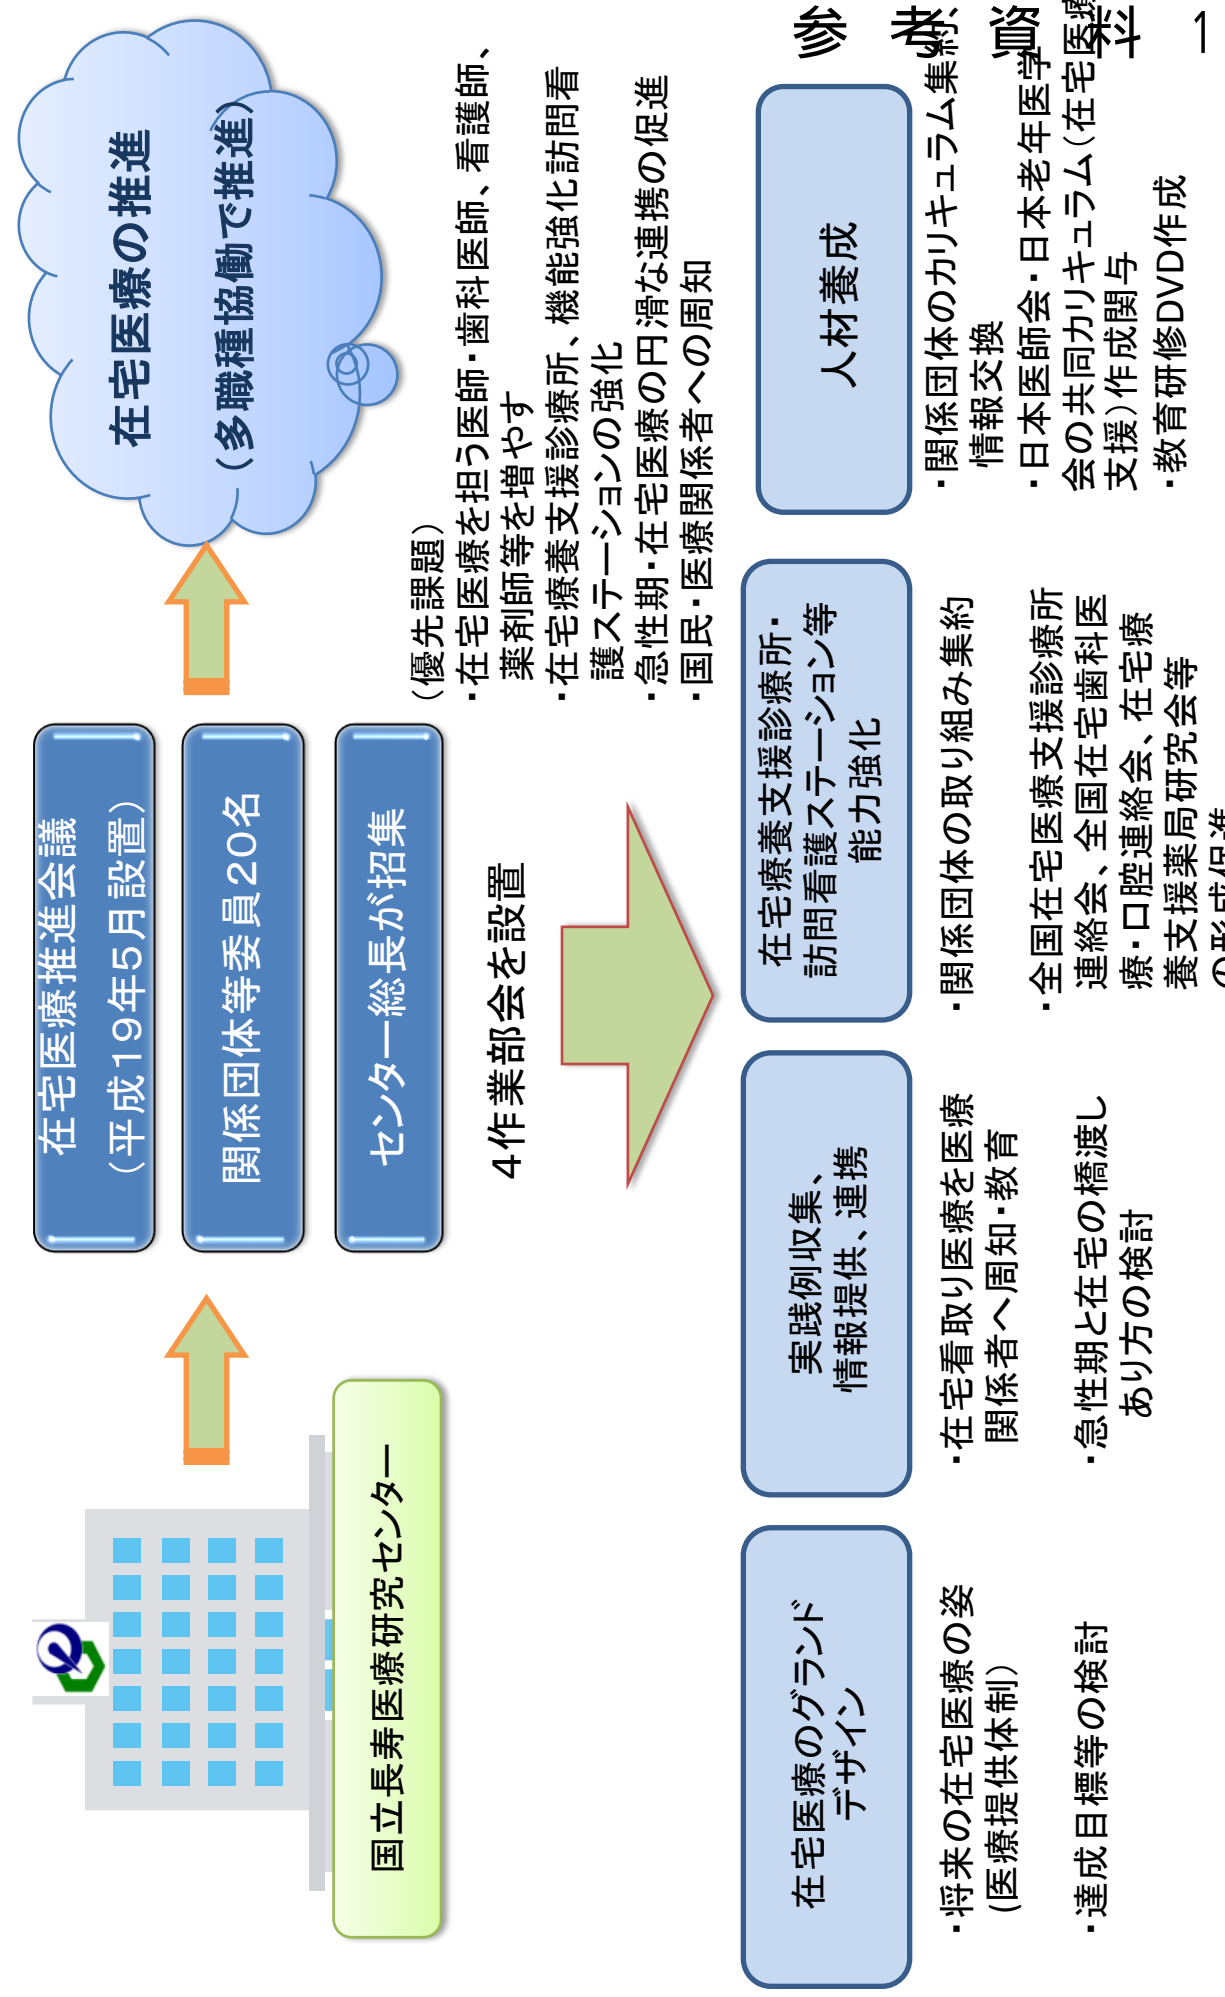 参考資料1
国立長寿医療研究センター
在宅医療推進会議
（平成19年5月設置）
関係団体等委員20名
センター総長が招集
在宅医療の推進
（多職種協働で推進）
（優先課題）
・在宅医療を担う医師・歯科医師、看護師、
薬剤師等を増やす
・在宅療養支援診療所、機能強化訪問看
護ステーションの強化
・急性期・在宅医療の円滑な連携の促進
・国民・医療関係者への周知
4作業部会を設置
在宅医療のグランド
デザイン
・将来の在宅医療の姿
(医療提供体制)
・達成目標等の検討
実践例収集、
情報提供、連携
・在宅看取り医療を医療
関係者へ周知・教育
・急性期と在宅の橋渡し
あり方の検討
在宅療養支援診療所・
訪問看護ステーション等
能力強化
・関係団体の取り組み集約
・全国在宅医療支援診療所
連絡会、全国在宅歯科医
療・口腔連絡会、在宅療
養支援薬局研究会等
の形成促進
人材養成
・関係団体のカリキュラム集約、
情報交換
・日本医師会・日本老年医学
会の共同カリキュラム（在宅医療
支援）作成関与
・教育研修DVD作成